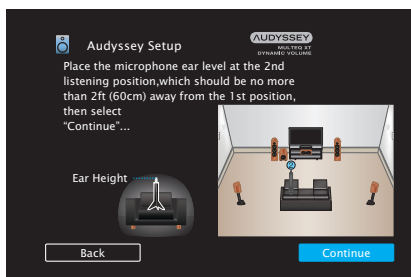 AUDYSSEY
MULTEQ XT
DYNAMIC VOLUME
Audyssey Setup
Place the microphone ear level at the 2nd
listening position,which should be no more
than 2ft (60cm) away from the 1st position,
then select
“Continue”...
Ear Height
Back
Continue